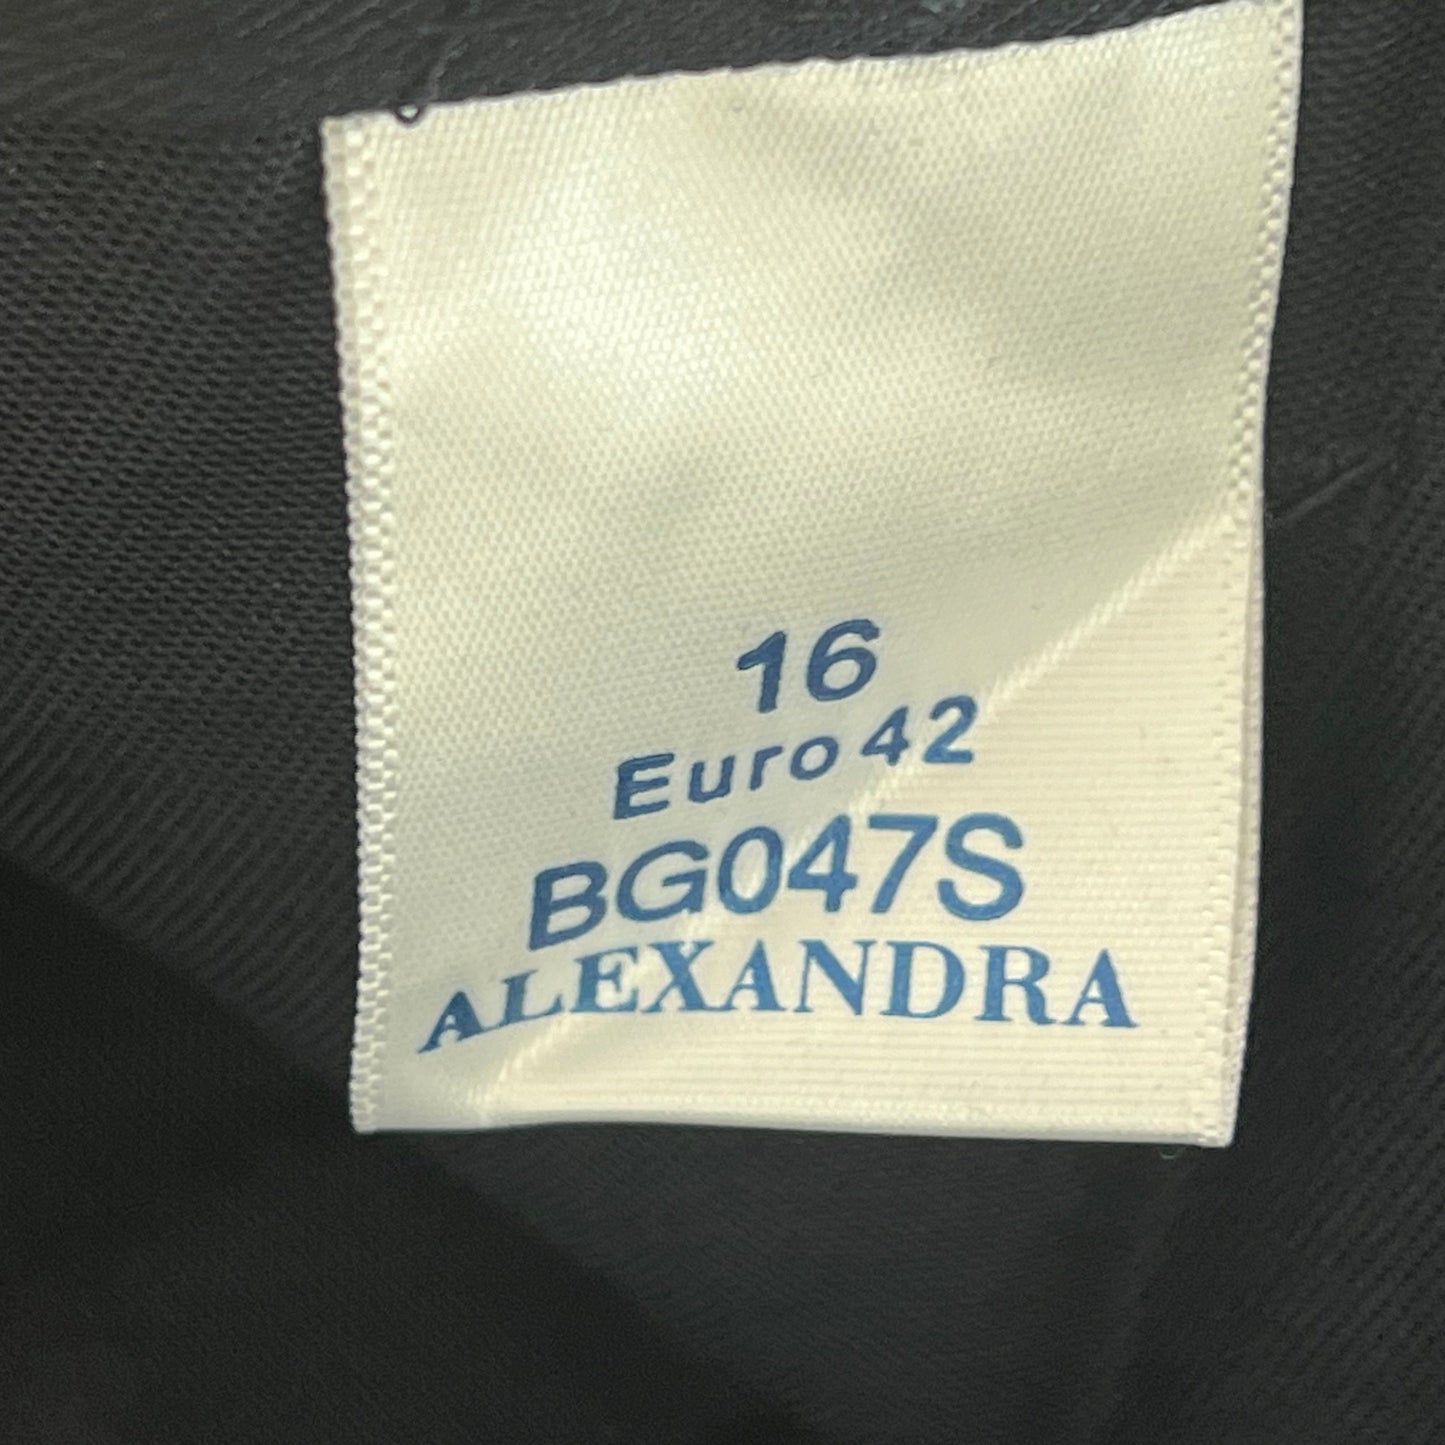 16
Euro 42
BG047S
ALEXANDRA